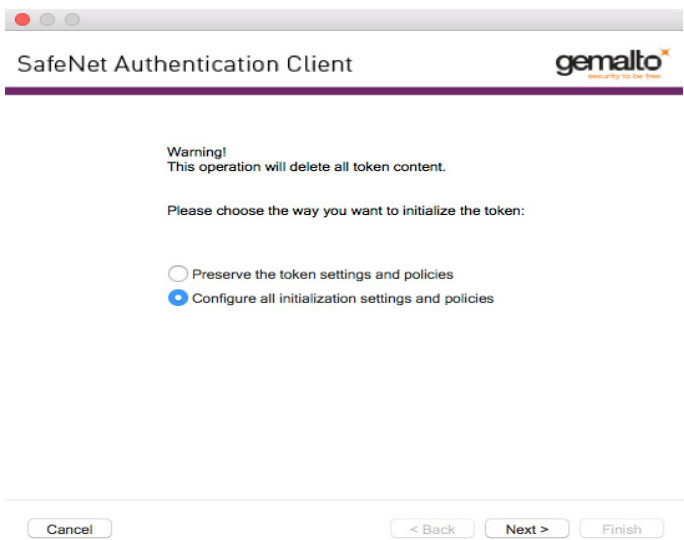 SafeNet Authentication Client
gemalto
security to be free
Warning!
This operation will delete all token content.
Please choose the way you want to initialize the token:
Preserve the token settings and policies
Configure all initialization settings and policies
Cancel
< Back
Next >
Finish